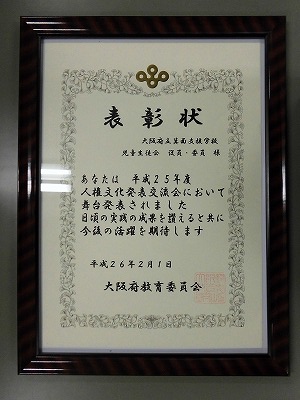 表彰状
大阪府立箕面支援学校
児童生徒会 役員・委員 様
あなたは 平成25年度
人権文化発表交流会において
舞台発表されました
日頃の実践の成果を讃えると共に
今後の活躍を期待します
平成26年2月1日
大阪府教育委員会